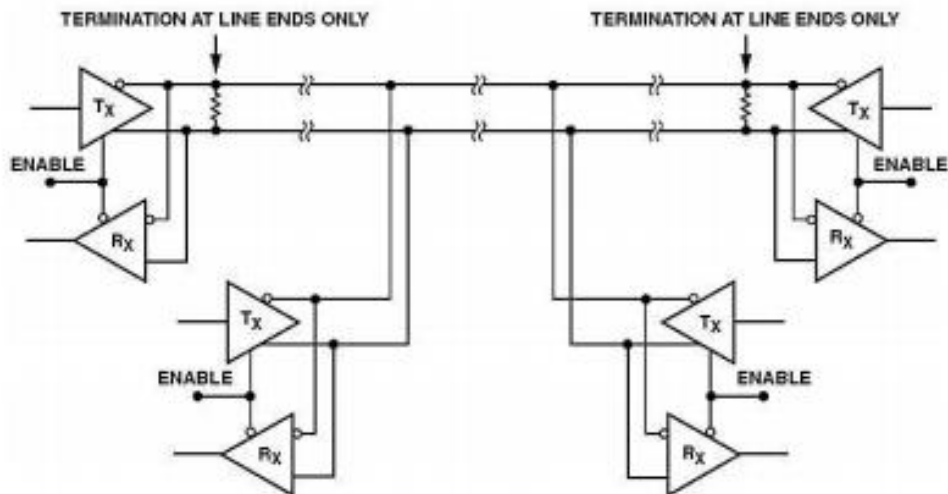 TERMINATION AT LINE ENDS ONLY
TERMINATION AT LINE ENDS ONLY
TX
TX
ENABLE
ENABLE
RX
RX
TX
TX
ENABLE
ENABLE
RX
RX